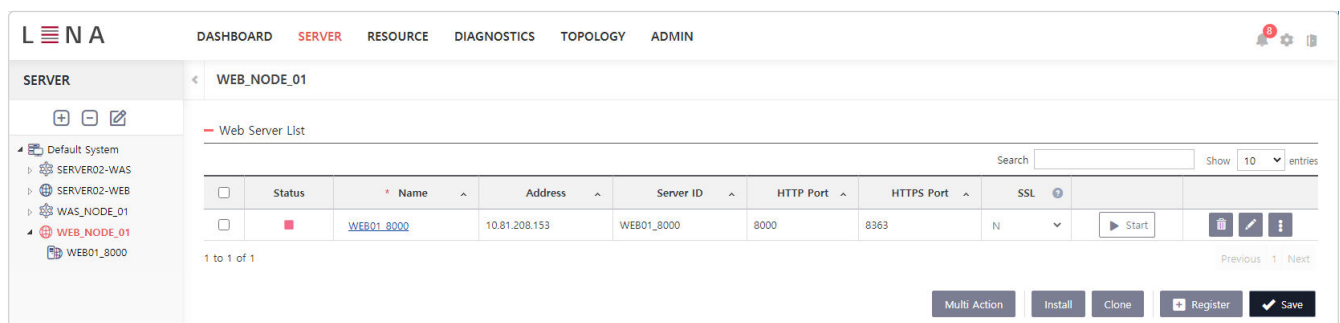 LENA DASHBOARD SERVER RESOURCE DIAGNOSTICS TOPOLOGY ADMIN 8
SERVER WEB_NODE_01
Default System
SERVER02-WAS
SERVER02-WEB
WAS_NODE_01
WEB_NODE_01
WEB01_8000
Web Server List
Search Show 10 entries
Status * Name Address Server ID HTTP Port HTTPS Port SSL ?
WEB01_8000 10.81.208.153 WEB01_8000 8000 8363 N Start
1 to 1 of 1 Previous 1 Next
Multi Action Install Clone Register Save